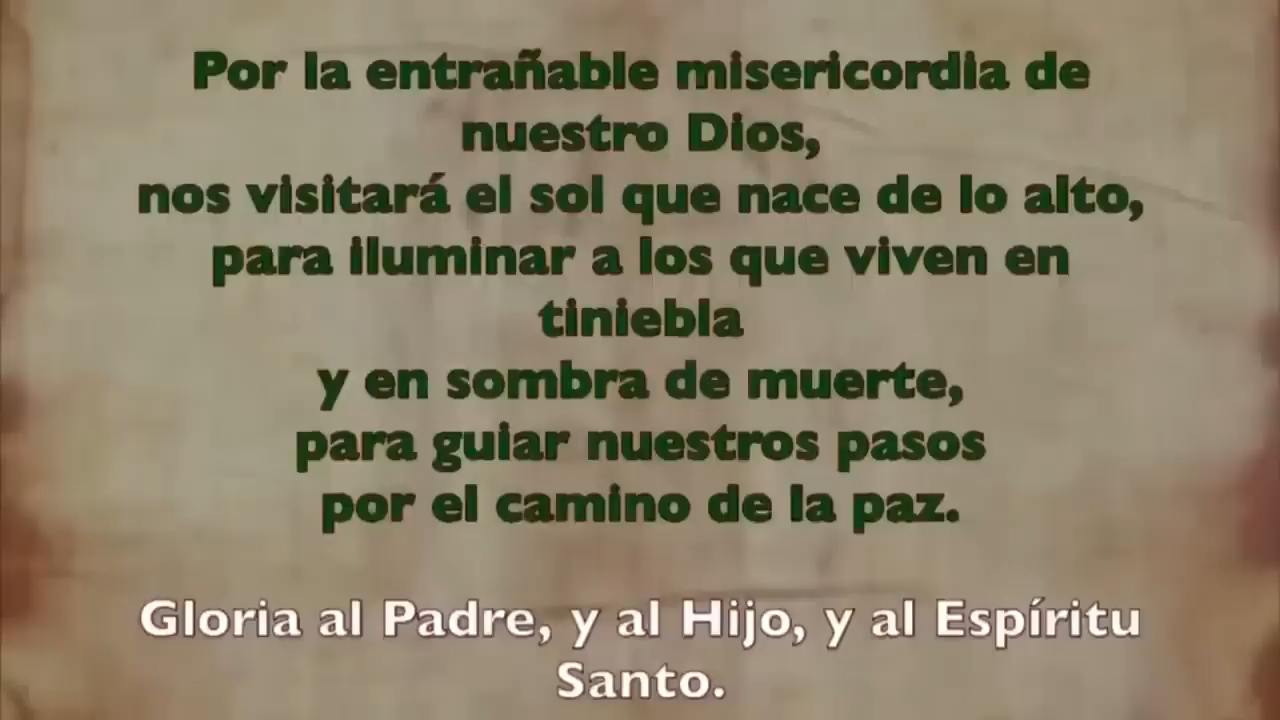 Por la entrañable misericordia de
nuestro Dios,
nos visitará el sol que nace de lo alto,
para iluminar a los que viven en
tiniebla
y en sombra de muerte,
para guiar nuestros pasos
por el camino de la paz.
Gloria al Padre, y al Hijo, y al Espíritu
Santo.